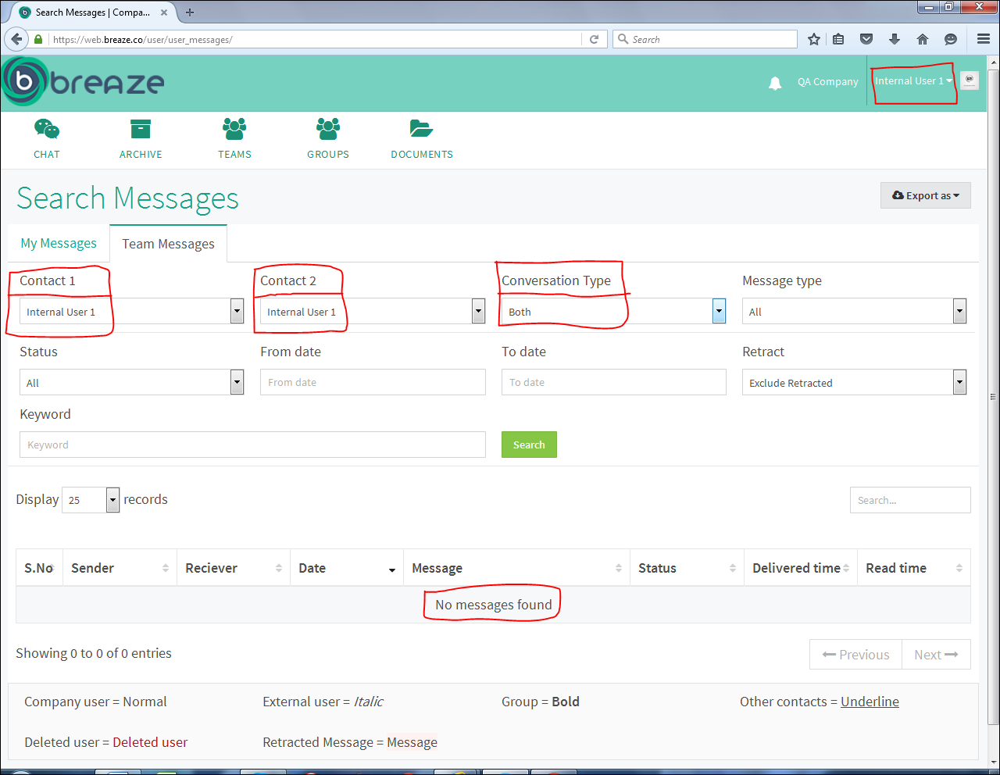 Search Messages | Compa...
https://web.breaze.co/user/user_messages/
Search
b breaze
QA Company
Internal User 1
CHAT
ARCHIVE
TEAMS
GROUPS
DOCUMENTS
Search Messages
Export as
My Messages
Team Messages
Contact 1
Contact 2
Conversation Type
Message type
Internal User 1
Internal User 1
Both
All
Status
From date
To date
Retract
All
From date
To date
Exclude Retracted
Keyword
Keyword
Search
Display 25 records
Search...
S.No
Sender
Reciever
Date
Message
Status
Delivered time
Read time
No messages found
Showing 0 to 0 of 0 entries
Previous
Next
Company user = Normal
External user = Italic
Group = Bold
Other contacts = Underline
Deleted user = Deleted user
Retracted Message = Message